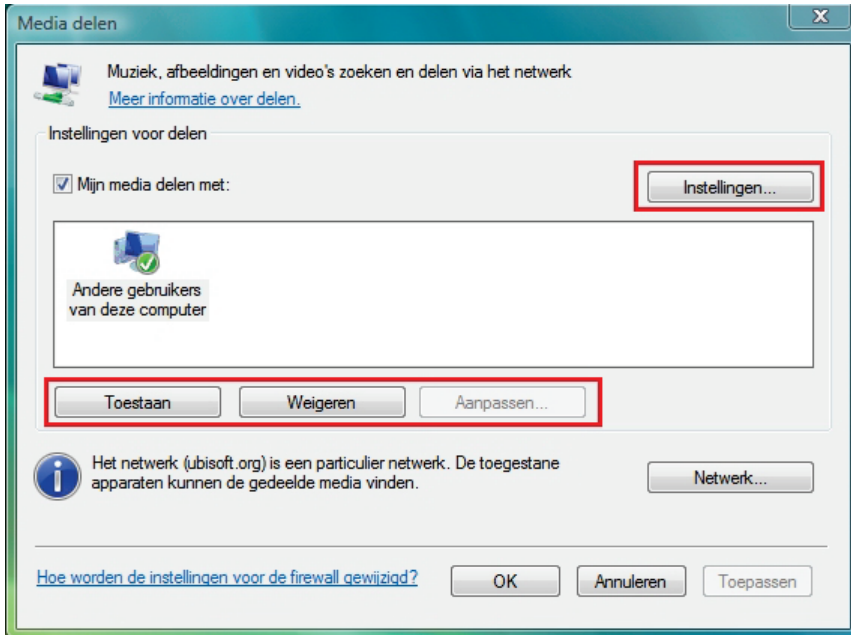 Media delen
Muziek, afbeeldingen en video's zoeken en delen via het netwerk
Meer informatie over delen.
Instellingen voor delen
Mijn media delen met:
Instellingen...
Andere gebruikers
van deze computer
Toestaan
Weigeren
Aanpassen...
Het netwerk (ubisoft.org) is een particulier netwerk. De toegestane
apparaten kunnen de gedeelde media vinden.
Netwerk...
Hoe worden de instellingen voor de firewall gewijzigd?
OK
Annuleren
Toepassen